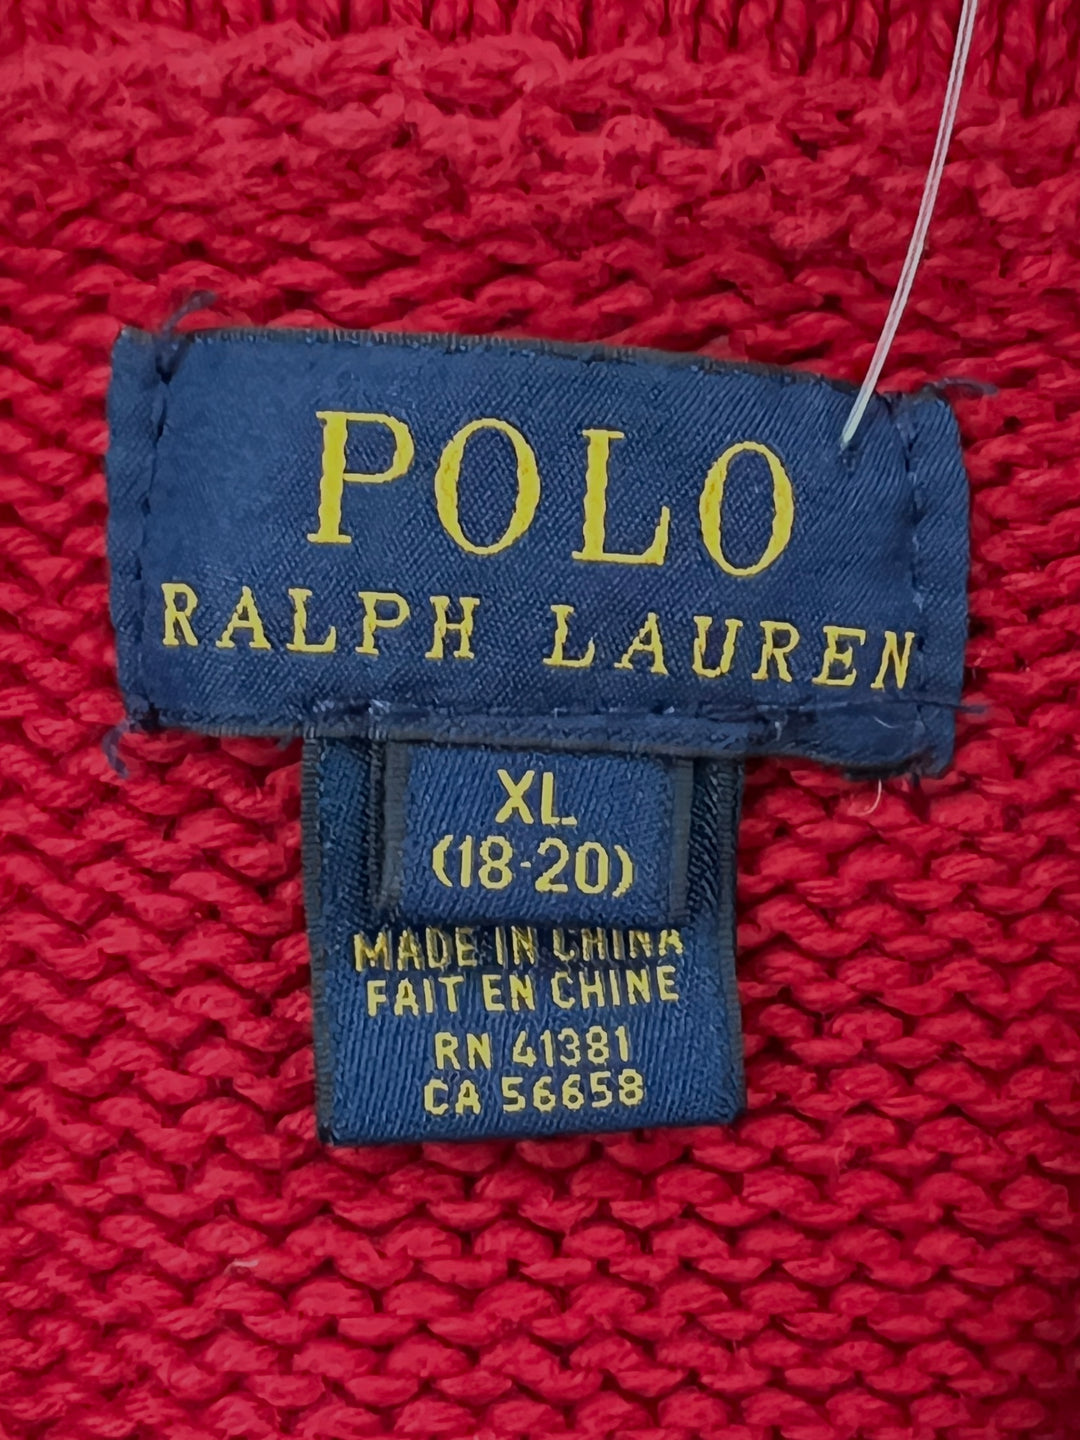 POLO
RALPH LAUREN
XL
(18-20)
MADE IN CHINA
FAIT EN CHINE
RN 41381
CA 56658